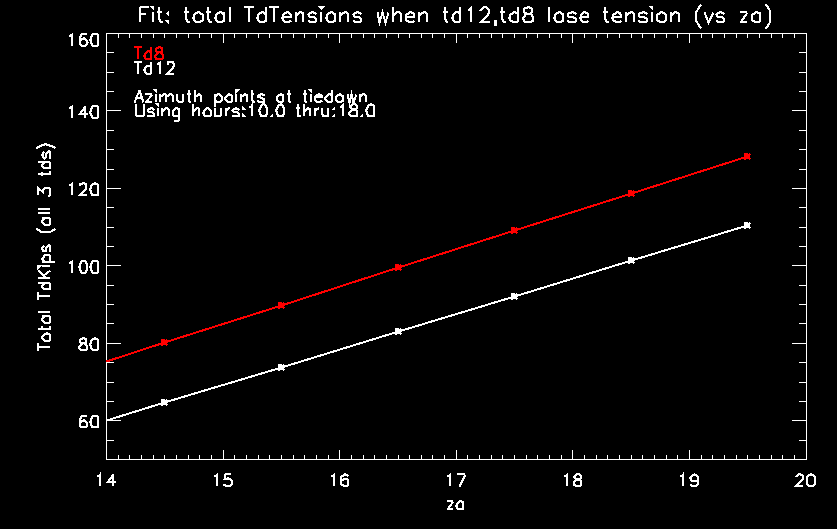 Fit: total TdTensions when td12,td8 lose tension (vs za)
160
Td8
Td12
Azimuth points at tiedown
Using hours:10.0 thru:18.0
140
120
100
80
60
Total TdKips (all 3 tds)
14 15 16 17 18 19 20
za